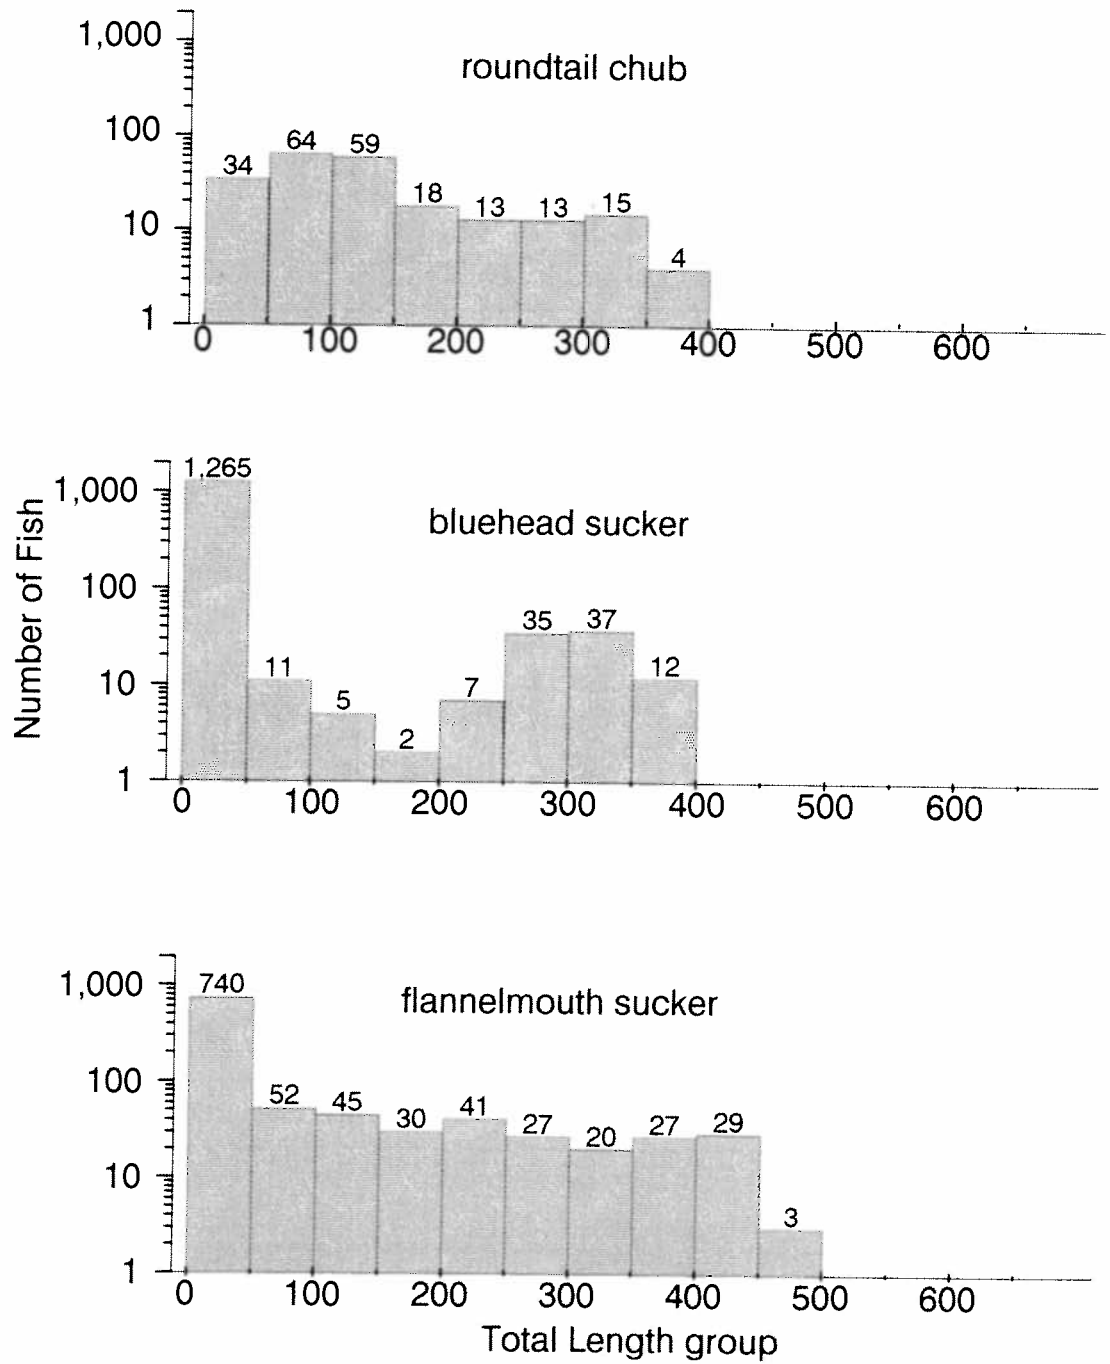 1,000
roundtail chub
100
34 64 59 18 13 13 15 4
10
1
0 100 200 300 400 500 600
Number of Fish
1,265
1,000
bluehead sucker
100
11 5 2 7 35 37 12
10
1
0 100 200 300 400 500 600
740
1,000
flannelmouth sucker
100
52 45 30 41 27 20 27 29 3
10
1
0 100 200 300 400 500 600
Total Length group